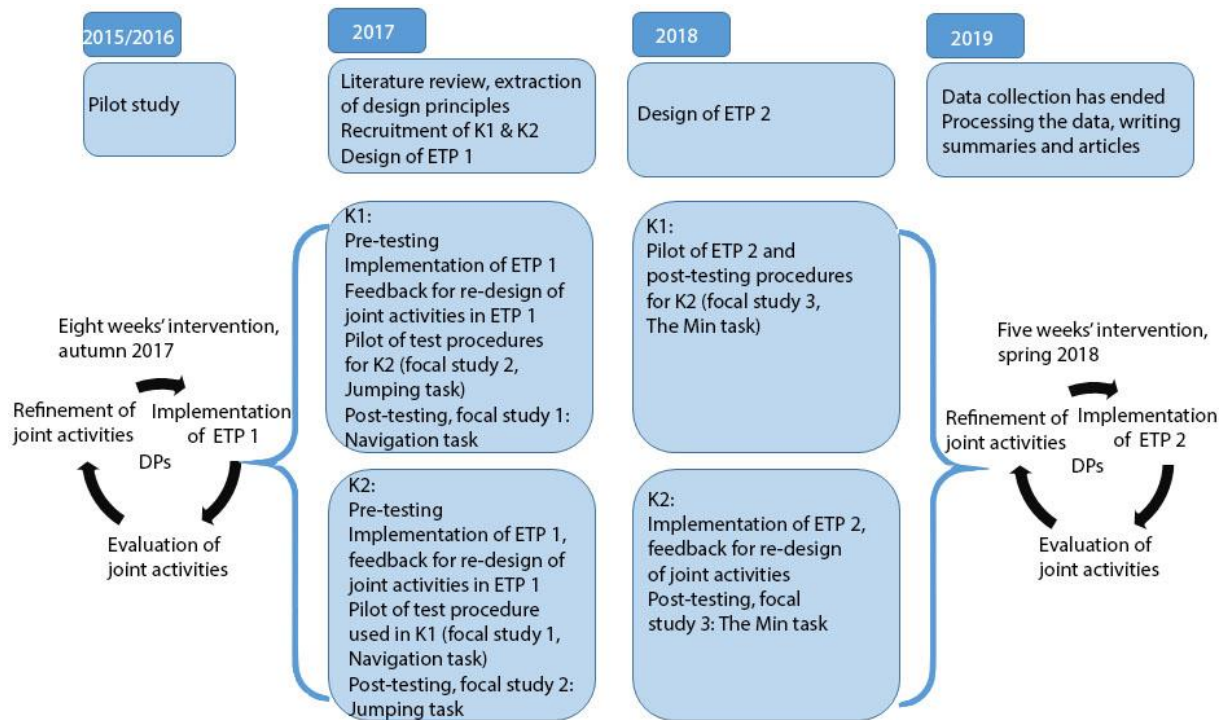 2015/2016
Pilot study
2017
Literature review, extraction
of design principles
Recruitment of K1 & K2
Design of ETP 1
2018
Design of ETP 2
2019
Data collection has ended
Processing the data, writing
summaries and articles
Eight weeks' intervention,
autumn 2017
Refinement of
joint activities
Implementation
of ETP 1
DPs
Evaluation of
joint activities
K1:
Pre-testing
Implementation of ETP 1
Feedback for re-design of
joint activities in ETP 1
Pilot of test procedures
for K2 (focal study 2,
Jumping task)
Post-testing, focal study 1:
Navigation task
K2:
Pre-testing
Implementation of ETP 1,
feedback for re-design of
joint activities in ETP 1
Pilot of test procedure
used in K1 (focal study 1,
Navigation task)
Post-testing, focal study 2:
Jumping task
K1:
Pilot of ETP 2 and
post-testing procedures
for K2 (focal study 3,
The Min task)
K2:
Implementation of ETP 2,
feedback for re-design
of joint activities
Post-testing, focal
study 3: The Min task
Five weeks' intervention,
spring 2018
Refinement of
joint activities
Implementation
of ETP 2
DPs
Evaluation of
joint activities